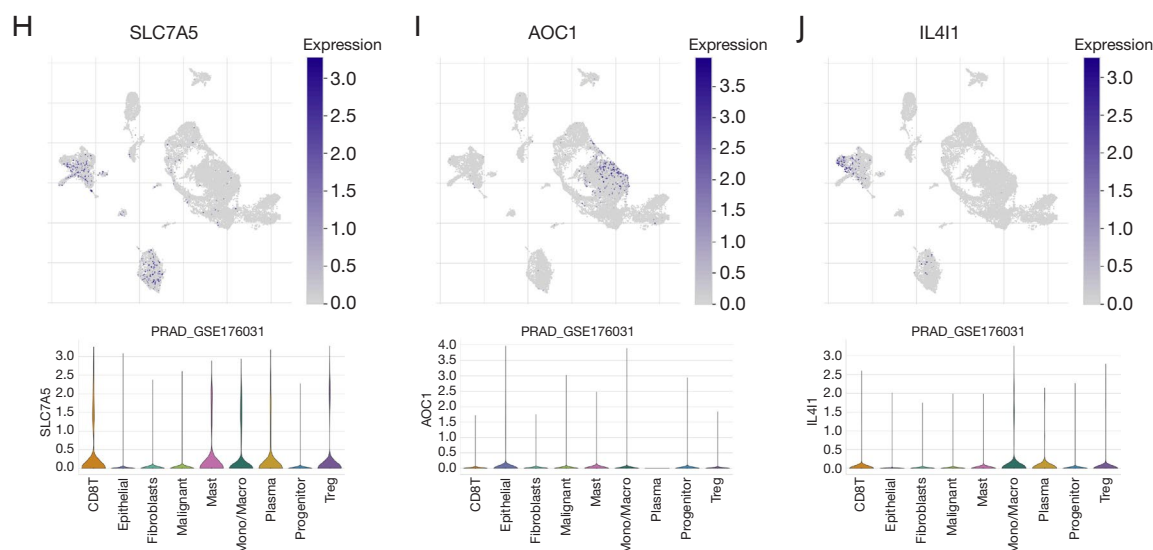 H
SLC7A5
Expression
3.0
2.5
2.0
1.5
1.0
0.5
0.0
PRAD_GSE176031
SLC7A5
3.0
2.5
2.0
1.5
1.0
0.5
0.0
CD8T
Epithelial
Fibroblasts
Malignant
Mast
Mono/Macro
Plasma
Progenitor
Treg
I
AOC1
Expression
3.5
3.0
2.5
2.0
1.5
1.0
0.5
0.0
PRAD_GSE176031
AOC1
4.0
3.5
3.0
2.5
2.0
1.5
1.0
0.5
0.0
CD8T
Epithelial
Fibroblasts
Malignant
Mast
Mono/Macro
Plasma
Progenitor
Treg
J
IL4I1
Expression
3.0
2.5
2.0
1.5
1.0
0.5
0.0
PRAD_GSE176031
IL4I1
3.0
2.5
2.0
1.5
1.0
0.5
0.0
CD8T
Epithelial
Fibroblasts
Malignant
Mast
Mono/Macro
Plasma
Progenitor
Treg